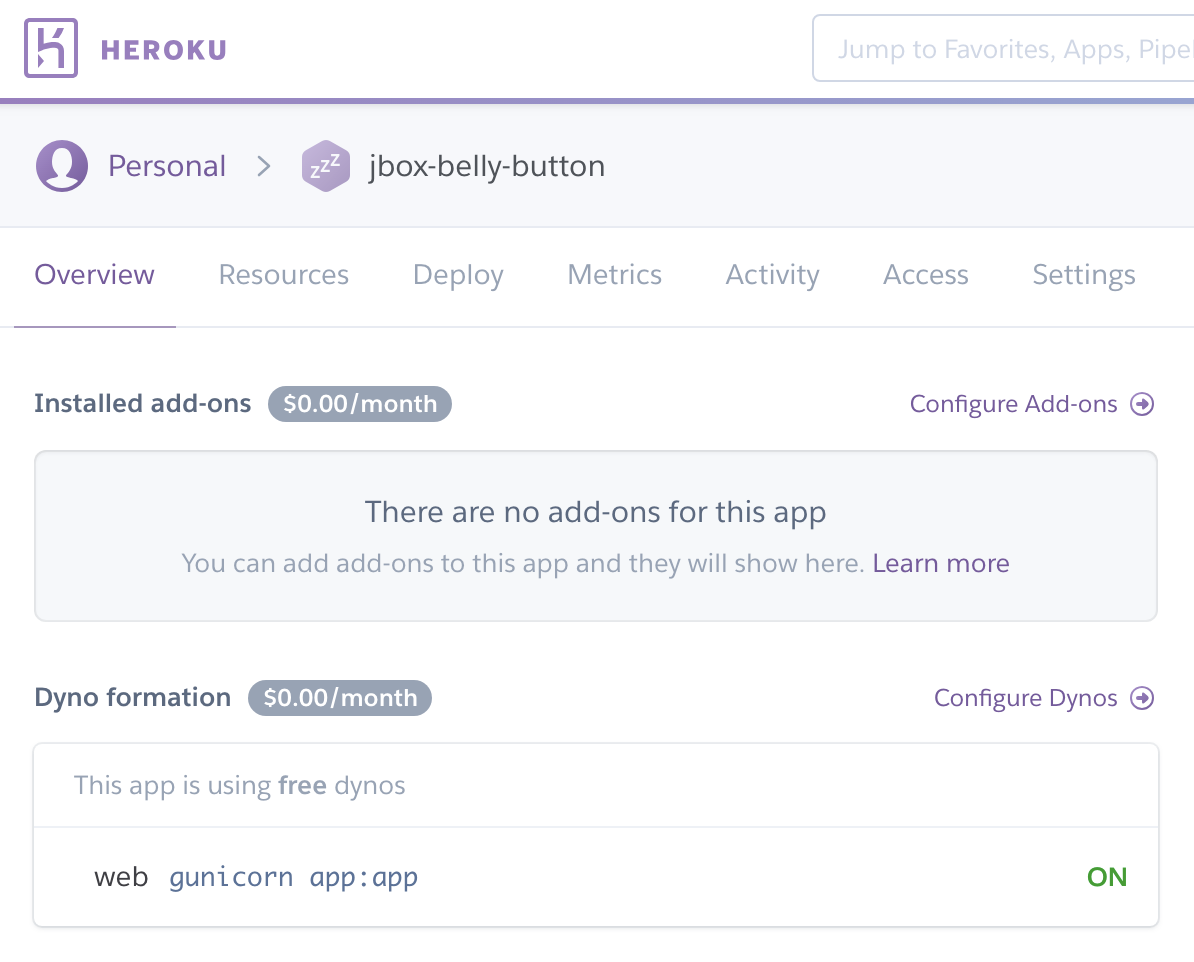 HEROKU
Jump to Favorites, Apps, Pipel
Personal > zzz jbox-belly-button
Overview Resources Deploy Metrics Activity Access Settings
Installed add-ons $0.00/month Configure Add-ons
There are no add-ons for this app
You can add add-ons to this app and they will show here. Learn more
Dyno formation $0.00/month Configure Dynos
This app is using free dynos
web gunicorn app:app ON